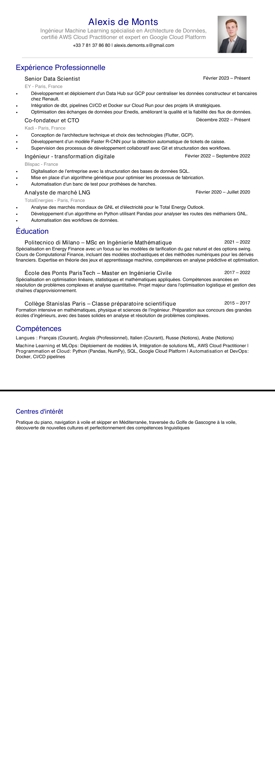 Alexis de Monts
Ingénieur Machine Learning spécialisé en Architecture de Données,
certifié AWS Cloud Practitioner et expert en Google Cloud Platform
+33 7 81 37 86 80 I alexis.demonts.s@gmail.com
Expérience Professionnelle
Senior Data Scientist Février 2023 – Présent
EY - Paris, France
• Développement et déploiement d'un Data Hub sur GCP pour centraliser les données constructeur et bancaires
chez Renault.
• Intégration de dbt, pipelines CI/CD et Docker sur Cloud Run pour des projets IA stratégiques.
• Optimisation des échanges de données pour Enedis, améliorant la qualité et la fiabilité des flux de données.
Co-fondateur et CTO Décembre 2022 – Présent
Kadi - Paris, France
• Conception de l'architecture technique et choix des technologies (Flutter, GCP).
• Développement d'un modèle Faster R-CNN pour la détection automatique de tickets de caisse.
• Supervision des processus de développement collaboratif avec Git et structuration des workflows.
Ingénieur - transformation digitale Février 2022 – Septembre 2022
Blispac - France
• Digitalisation de l'entreprise avec la structuration des bases de données SQL.
• Mise en place d'un algorithme génétique pour optimiser les processus de fabrication.
• Automatisation d'un banc de test pour prothèses de hanches.
Analyste de marché LNG Février 2020 – Juillet 2020
TotalEnergies - Paris, France
• Analyse des marchés mondiaux de GNL et d'électricité pour le Total Energy Outlook.
• Développement d'un algorithme en Python utilisant Pandas pour analyser les routes des méthaniers GNL.
• Automatisation des workflows de données.
Éducation
Politecnico di Milano – MSc en Ingénierie Mathématique 2021 – 2022
Spécialisation en Energy Finance avec un focus sur les modèles de tarification du gaz naturel et des options swing.
Cours de Computational Finance, incluant des modèles stochastiques et des méthodes numériques pour les dérivés
financiers. Expertise en théorie des jeux et apprentissage machine, compétences en analyse prédictive et optimisation.
École des Ponts ParisTech – Master en Ingénierie Civile 2017 – 2022
Spécialisation en optimisation linéaire, statistiques et mathématiques appliquées. Compétences avancées en
résolution de problèmes complexes et analyse quantitative. Projet majeur dans l'optimisation logistique et gestion des
chaînes d'approvisionnement.
Collège Stanislas Paris – Classe préparatoire scientifique 2015 – 2017
Formation intensive en mathématiques, physique et sciences de l'ingénieur. Préparation aux concours des grandes
écoles d'ingénieurs, avec des bases solides en analyse et résolution de problèmes complexes.
Compétences
Langues : Français (Courant), Anglais (Professionnel), Italien (Courant), Russe (Notions), Arabe (Notions)
Machine Learning et MLOps: Déploiement de modèles IA, Intégration de solutions ML, AWS Cloud Practitioner I
Programmation et Cloud: Python (Pandas, NumPy), SQL, Google Cloud Platform I Automatisation et DevOps:
Docker, CI/CD pipelines
Centres d'intérêt
Pratique du piano, navigation à voile et skipper en Méditerranée, traversée du Golfe de Gascogne à la voile,
découverte de nouvelles cultures et perfectionnement des compétences linguistiques